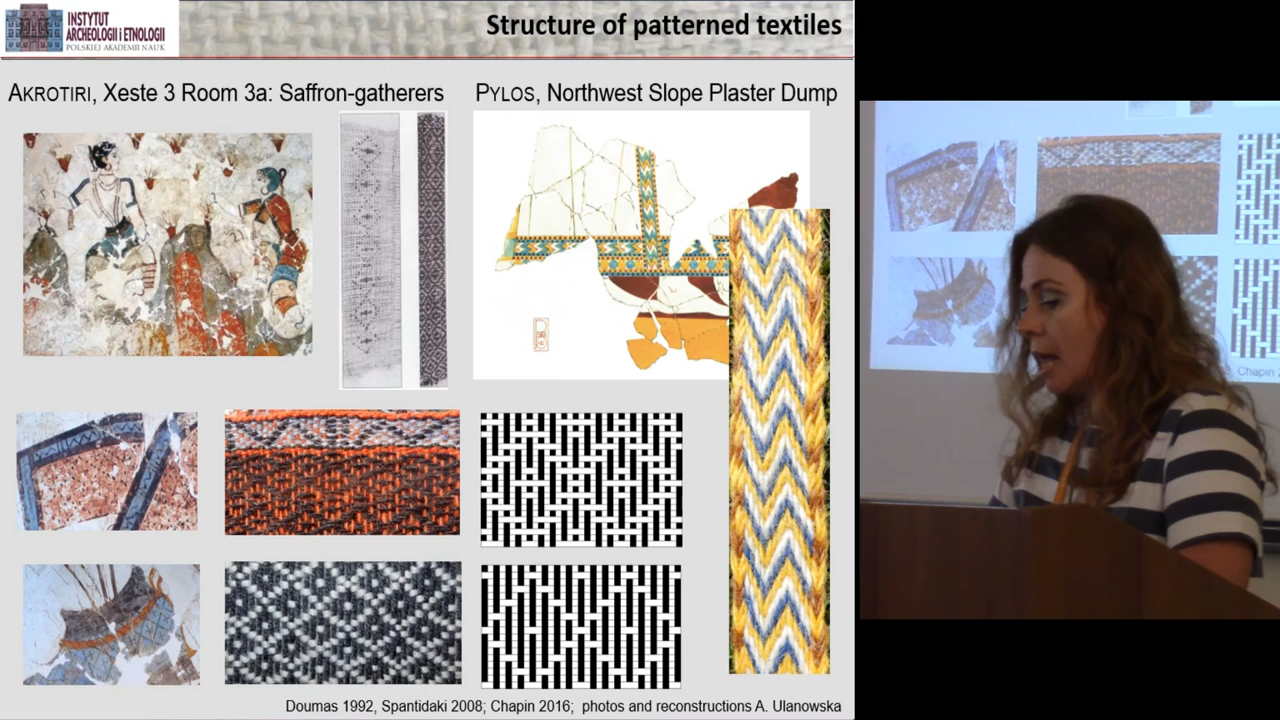 INSTYTUT
ARCHEOLOGII i ETNOLOGII
POLSKIEJ AKADEMII NAUK
Structure of patterned textiles
AKROTIRI, Xeste 3 Room 3a: Saffron-gatherers
PYLOS, Northwest Slope Plaster Dump
Doumas 1992, Spantidaki 2008; Chapin 2016; photos and reconstructions A. Ulanowska
Chapin